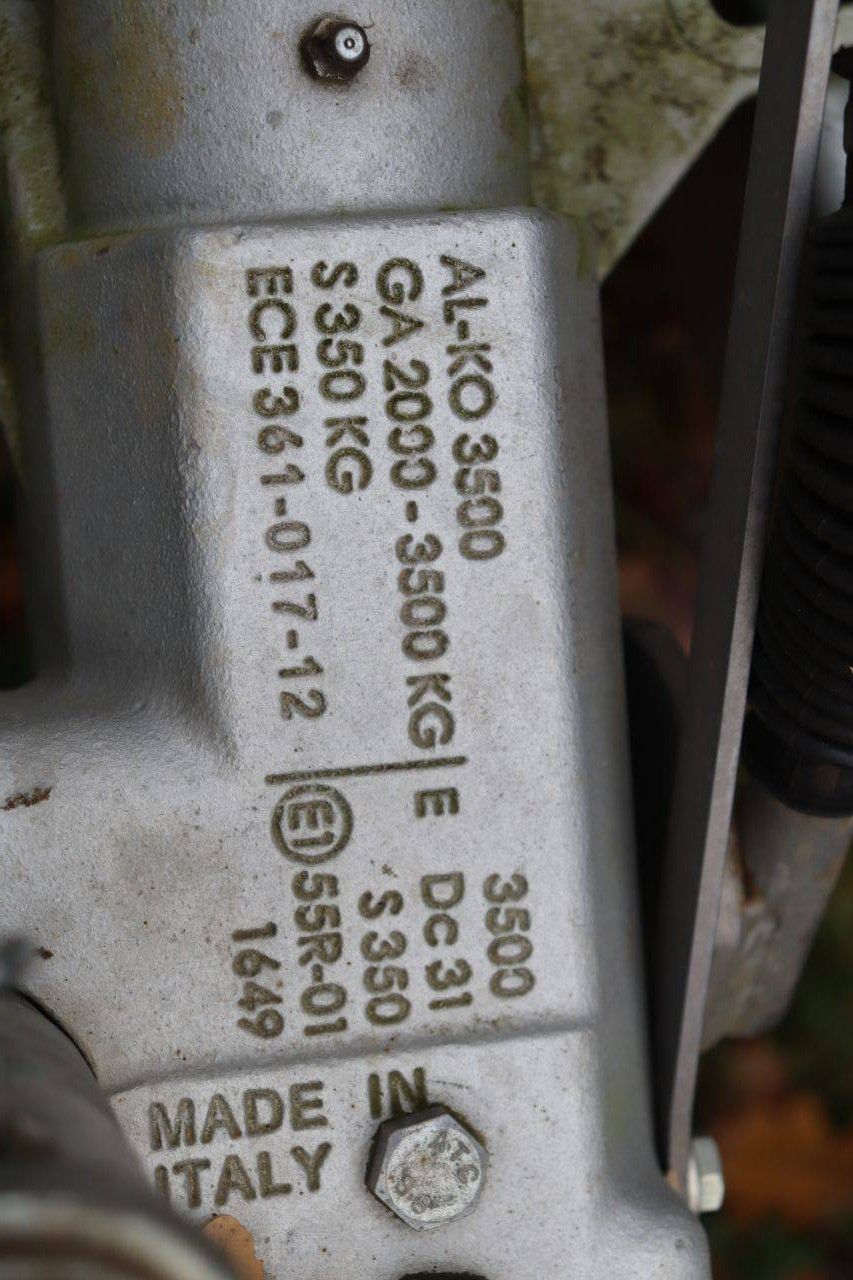 AL-KO 3500
GA 2000 - 3500 KG
S 350 KG
ECE 361-017-12
3500
E DC 31
S 350
E1 55R-01
1649
MADE IN
ITALY